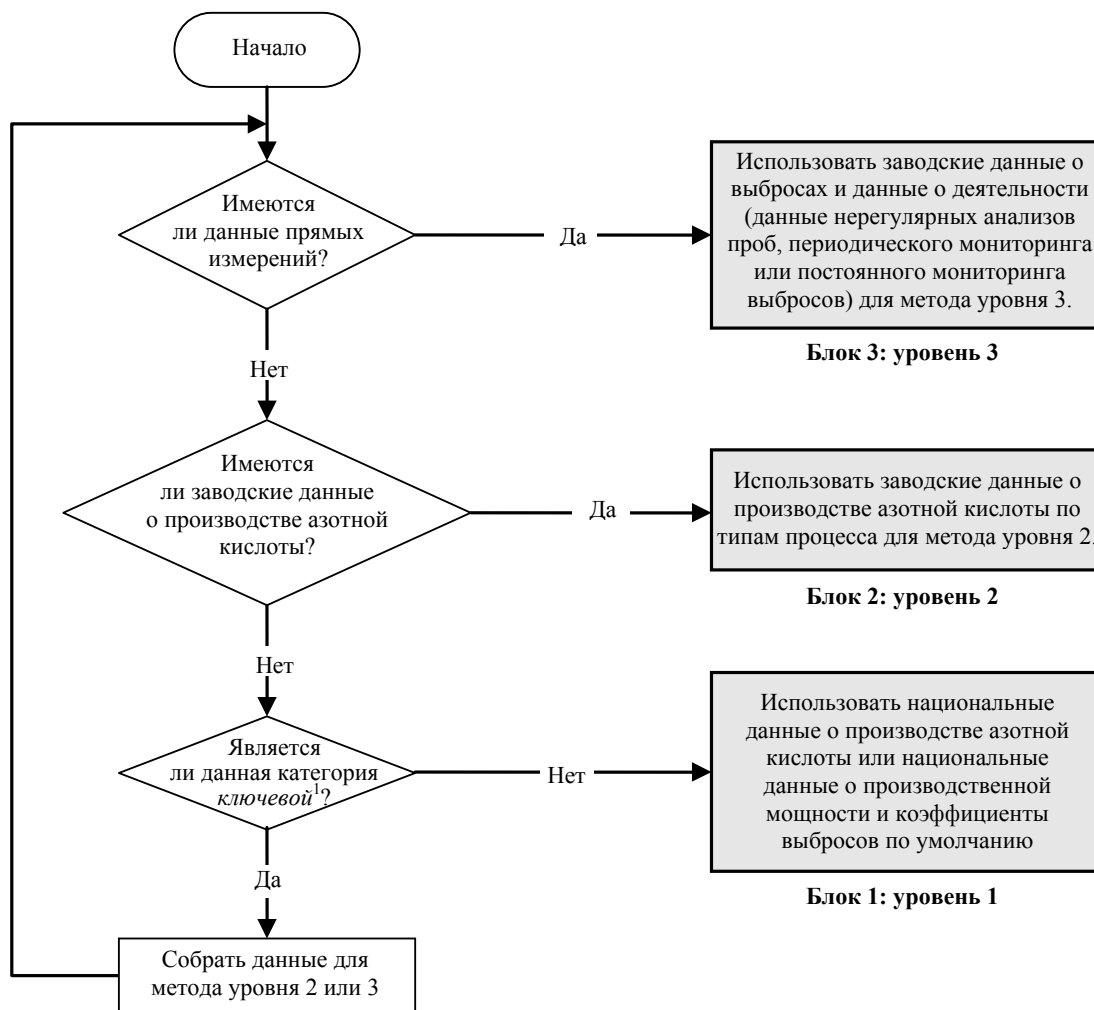 Начало
Имеются
ли данные прямых
измерений?
Да
Использовать заводские данные о
выбросах и данные о деятельности
(данные нерегулярных анализов
проб, периодического мониторинга
или постоянного мониторинга
выбросов) для метода уровня 3.
Блок 3: уровень 3
Нет
Имеются
ли заводские данные
о производстве азотной
кислоты?
Да
Использовать заводские данные о
производстве азотной кислоты по
типам процесса для метода уровня 2.
Блок 2: уровень 2
Нет
Является
ли данная категория
ключевой¹?
Нет
Использовать национальные
данные о производстве азотной
кислоты или национальные
данные о производственной
мощности и коэффициенты
выбросов по умолчанию
Блок 1: уровень 1
Да
Собрать данные для
метода уровня 2 или 3